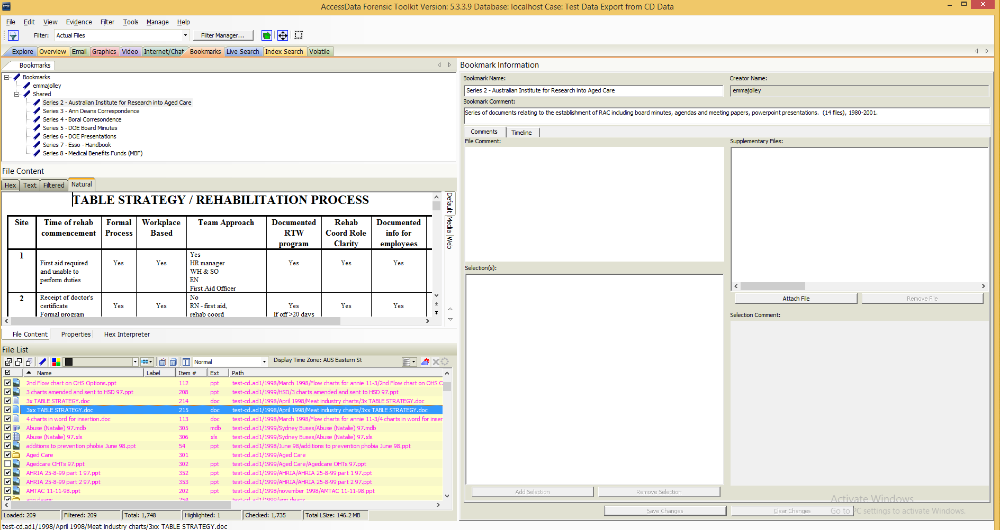 FTK
AccessData Forensic Toolkit Version: 5.3.3.9 Database: localhost Case: Test Data Export from CD Data
File Edit View Evidence Filter Tools Manage Help
Filter: Actual Files Filter Manager...
Explore Overview Email Graphics Video Internet/Chat Bookmarks Live Search Index Search Volatile
Bookmarks
Bookmarks
emmajolley
Shared
Series 2 - Australian Institute for Research into Aged Care
Series 3 - Ann Deans Correspondence
Series 4 - Boral Corresondence
Series 5 - DOE Board Minutes
Series 6 - DOE Presentations
Series 7 - Esso - Handbook
Series 8 - Medical Benefits Funds (MBF)
File Content
Hex Text Filtered Natural
TABLE STRATEGY / REHABILITATION PROCESS
Site Time of rehab commencement Formal Process Workplace Based Team Approach Documented RTW program Rehab Coord Role Clarity Documented info for employees
1 First aid required and unable to perform duties Yes Yes Yes HR manager WH & SO EN First Aid Officer Yes Yes Yes
2 Receipt of doctor's certificate Formal program Yes Yes No RN - first aid, rehab coord Yes If off >20 days Yes Yes
Default Media Web
File Content Properties Hex Interpreter
File List
Normal Display Time Zone: AUS Eastern St
Name Label Item # Ext Path
2nd Flow chart on OHS Options.ppt 112 ppt test-cd.ad1/1998/March 1998/Flow charts for annie 11-3/2nd Flow chart on OHS O
3 charts amended and sent to HSD 97.ppt 208 ppt test-cd.ad1/1999/HSD/3 charts amended and sent to HSD 97.ppt
3x TABLE STRATEGY.doc 214 doc test-cd.ad1/1998/April 1998/Meat industry charts/3x TABLE STRATEGY.doc
3xx TABLE STRATEGY.doc 215 doc test-cd.ad1/1998/April 1998/Meat industry charts/3xx TABLE STRATEGY.doc
4 charts in word for insertion.doc 113 doc test-cd.ad1/1998/March 1998/Flow charts for annie 11-3/4 charts in word for inser
Abuse (Natalie) 97.mdb 305 mdb test-cd.ad1/1999/Sydney Buses/Abuse (Natalie) 97.mdb
Abuse (Natalie) 97.xls 306 xls test-cd.ad1/1999/Sydney Buses/Abuse (Natalie) 97.xls
additions to prevention phobia June 98.ppt 54 ppt test-cd.ad1/1998/June 98/additions to prevention phobia June 98.ppt
Aged Care 301 test-cd.ad1/1999/Aged Care
Agedcare OHTs 97.ppt 302 ppt test-cd.ad1/1999/Aged Care/Agedcare OHTs 97.ppt
AHRIA 25-8-99 part 1 97.ppt 352 ppt test-cd.ad1/1999/AHRIA/AHRIA 25-8-99 part 1 97.ppt
AHRIA 25-8-99 part 2 97.ppt 353 ppt test-cd.ad1/1999/AHRIA/AHRIA 25-8-99 part 2 97.ppt
AMTAC 11-11-98.ppt 202 ppt test-cd.ad1/1998/november 1998/AMTAC 11-11-98.ppt
ann deans 254 test-cd.ad1/1999/ann deans
Loaded: 209 Filtered: 209 Total: 1,748 Highlighted: 1 Checked: 1,735 Total LSize: 146.2 MB
test-cd.ad1/1998/April 1998/Meat industry charts/3xx TABLE STRATEGY.doc
Bookmark Information
Bookmark Name: Creator Name:
Series 2 - Australian Institute for Research into Aged Care emmajolley
Bookmark Comment:
Series of documents relating to the establishment of RAC including board minutes, agendas and meeting papers, powerpoint presentations. (14 files), 1980-2001.
Comments Timeline
File Comment: Supplementary Files:
Selection(s):
Attach File Remove File
Selection Comment:
Add Selection Remove Selection
Activate Windows
Go to PC settings to activate Windows.
Save Changes Clear Changes